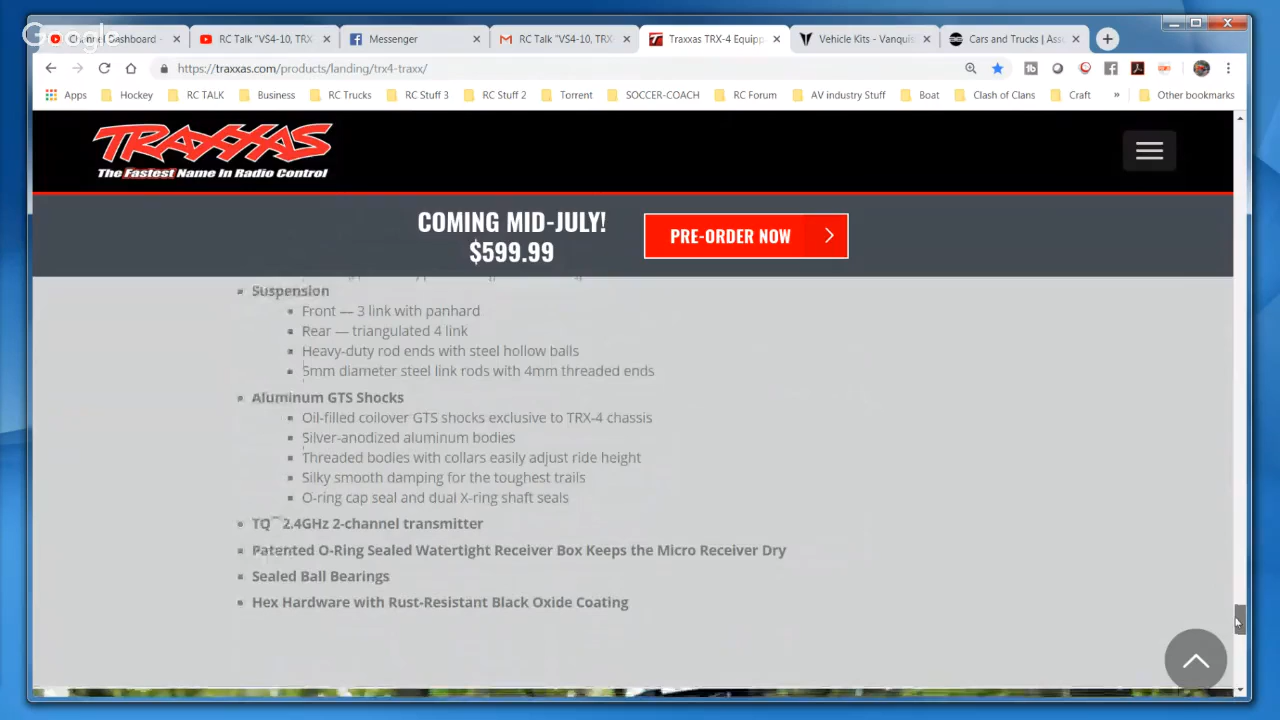 Google
Channel Dashboard -
RC Talk "VS4-10, TRX-
Messenger
RC Talk "VS4-10, TRX-
Traxxas TRX-4 Equipp
Vehicle Kits - Vanquis
Cars and Trucks | Ass
https://traxxas.com/products/landing/trx4-traxx/
Apps
Hockey
RC TALK
Business
RC Trucks
RC Stuff 3
RC Stuff 2
Torrent
SOCCER-COACH
RC Forum
AV industry Stuff
Boat
Clash of Clans
Craft
»
Other bookmarks
TRAXXAS
The Fastest Name In Radio Control
COMING MID-JULY!
$599.99
PRE-ORDER NOW
Suspension
Front — 3 link with panhard
Rear — triangulated 4 link
Heavy-duty rod ends with steel hollow balls
5mm diameter steel link rods with 4mm threaded ends
Aluminum GTS Shocks
Oil-filled coilover GTS shocks exclusive to TRX-4 chassis
Silver-anodized aluminum bodies
Threaded bodies with collars easily adjust ride height
Silky smooth damping for the toughest trails
O-ring cap seal and dual X-ring shaft seals
TQ™ 2.4GHz 2-channel transmitter
Patented O-Ring Sealed Watertight Receiver Box Keeps the Micro Receiver Dry
Sealed Ball Bearings
Hex Hardware with Rust-Resistant Black Oxide Coating